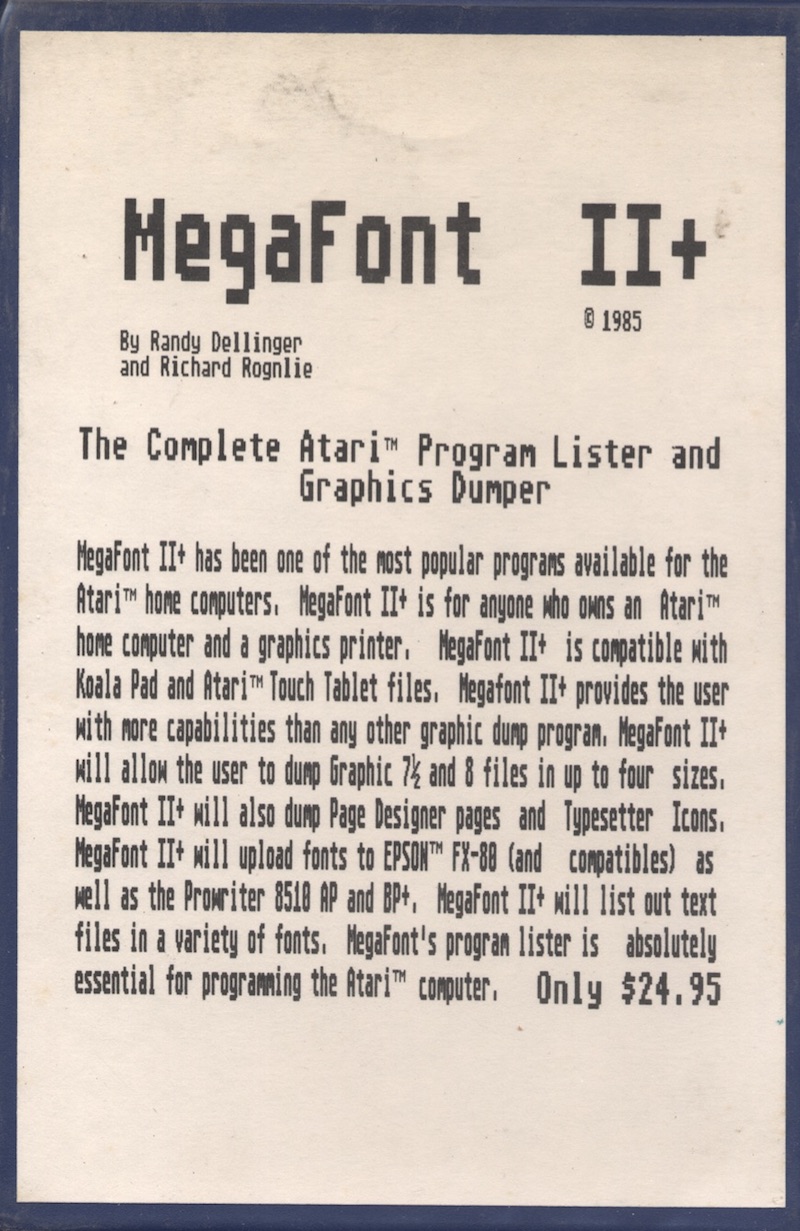 MegaFont II+
© 1985
By Randy Dellinger
and Richard Rognlie
The Complete Atari™ Program Lister and
Graphics Dumper
MegaFont II+ has been one of the most popular programs available for the
Atari™ home computers. MegaFont II+ is for anyone who owns an Atari™
home computer and a graphics printer. MegaFont II+ is compatible with
Koala Pad and Atari™ Touch Tablet files. Megafont II+ provides the user
with more capabilities than any other graphic dump program. MegaFont II+
will allow the user to dump Graphic 7½ and 8 files in up to four sizes.
MegaFont II+ will also dump Page Designer pages and Typesetter Icons.
MegaFont II+ will upload fonts to EPSON™ FX-80 (and compatibles) as
well as the Prowriter 8510 AP and BP+. MegaFont II+ will list out text
files in a variety of fonts. MegaFont's program lister is absolutely
essential for programming the Atari™ computer. Only $24.95